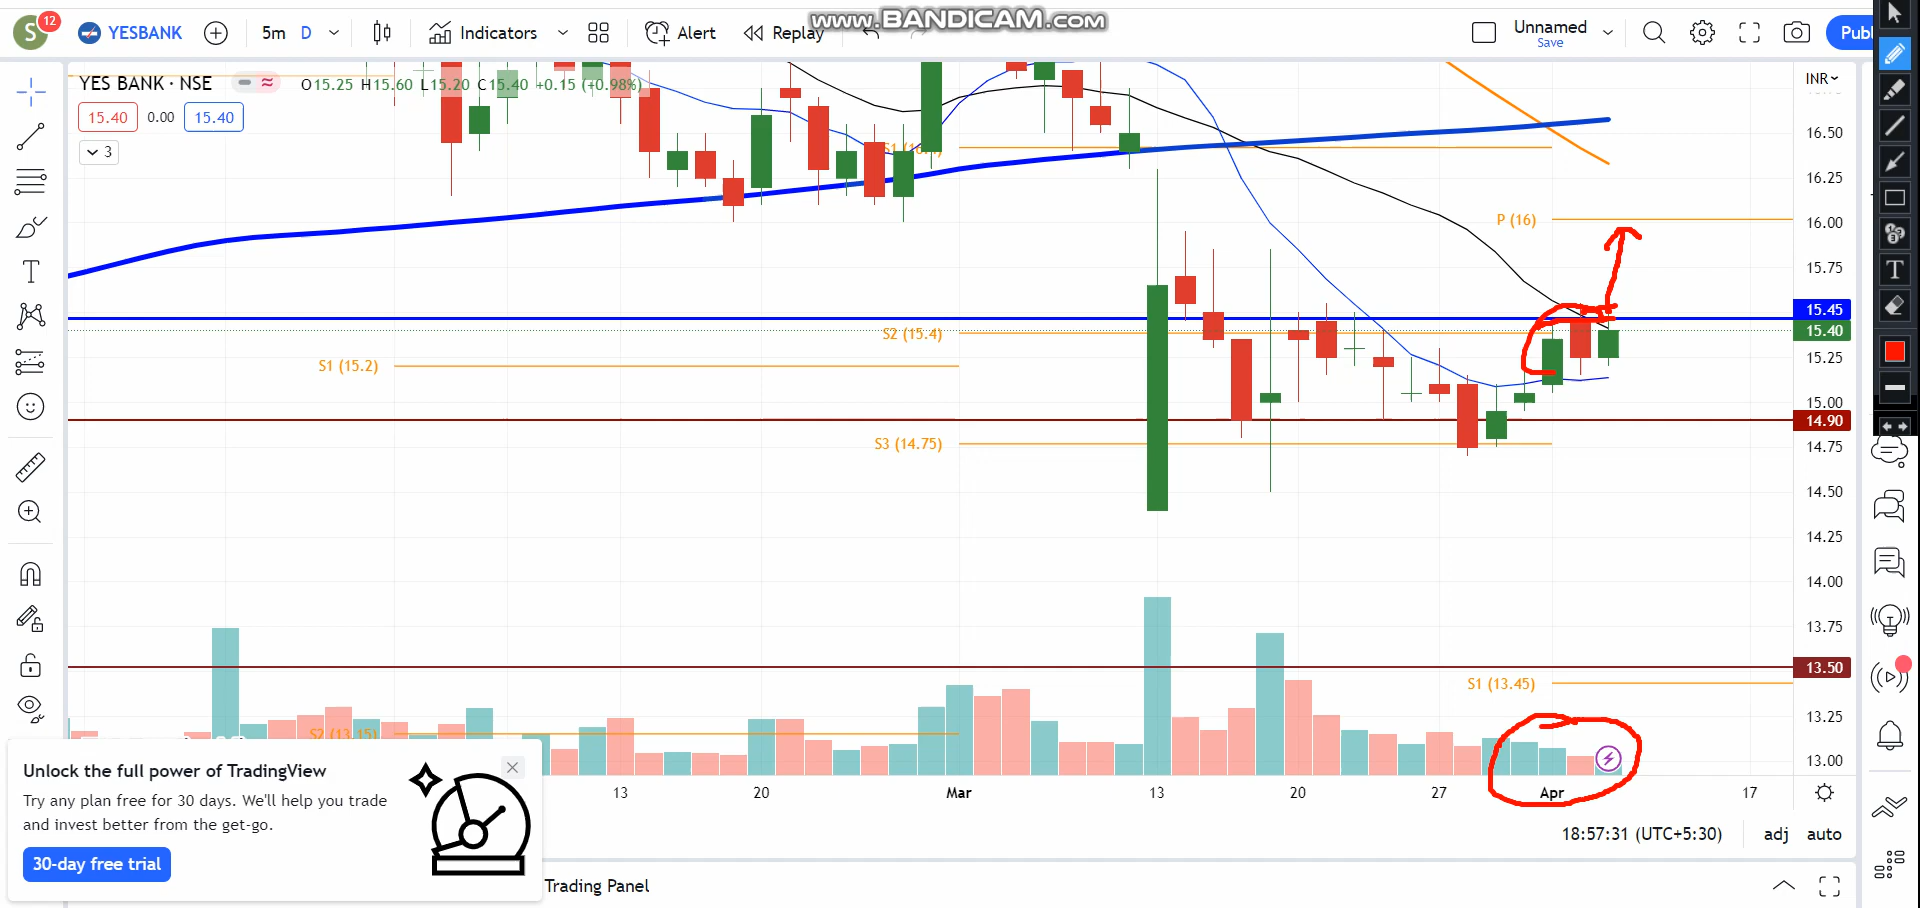 www.BANDICAM.com
S
12
YESBANK
5m
D
Indicators
Alert
Replay
Unnamed
Save
Publ
YES BANK · NSE
O15.25 H15.60 L15.20 C15.40 +0.15 (+0.98%)
INR
15.40
0.00
15.40
3
16.50
16.25
P (16)
16.00
15.75
15.45
S2 (15.4)
15.40
S1 (15.2)
15.25
15.00
14.90
S3 (14.75)
14.75
14.50
14.25
14.00
13.75
13.50
S1 (13.45)
13.25
S2 (13.15)
13.00
13
20
Mar
13
20
27
Apr
17
Unlock the full power of TradingView
Try any plan free for 30 days. We'll help you trade
and invest better from the get-go.
30-day free trial
18:57:31 (UTC+5:30)
adj
auto
Trading Panel
T
T